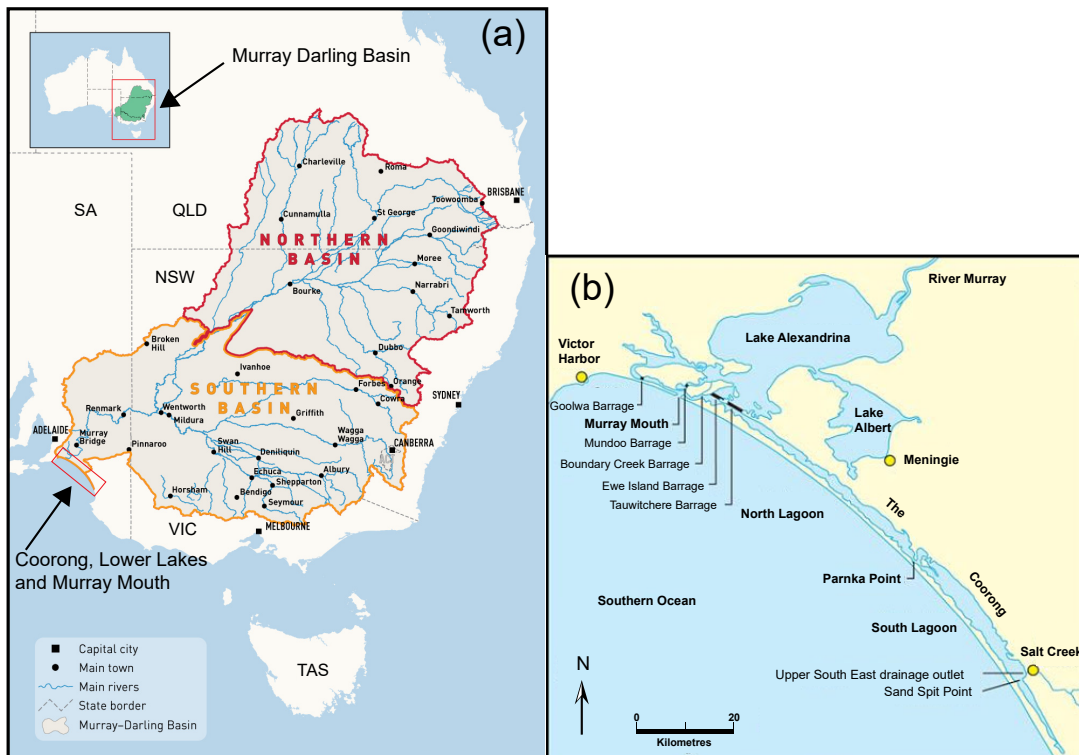 (a)
Murray Darling Basin
Charleville
Roma
BRISBANE
Toowoomba
SA
QLD
Cunnamulla
St George
Goondiwindi
NORTHERN
BASIN
Moree
NSW
Bourke
Narrabri
Tamworth
Broken
Hill
Dubbo
Ivanhoe
Orange
Forbes
SOUTHERN
BASIN
Cowra
SYDNEY
Renmark
Wentworth
Mildura
Griffith
ADELAIDE
Murray
Bridge
Pinnaroo
Swan
Hill
Wagga
Wagga
CANBERRA
Deniliquin
Echuca
Albury
Shepparton
Horsham
Bendigo
Seymour
VIC
MELBOURNE
Coorong, Lower Lakes
and Murray Mouth
TAS
Capital city
Main town
Main rivers
State border
Murray–Darling Basin
(b)
River Murray
Lake Alexandrina
Victor
Harbor
Goolwa Barrage
Murray Mouth
Mundoo Barrage
Boundary Creek Barrage
Ewe Island Barrage
Tauwitchere Barrage
Lake
Albert
Meningie
North Lagoon
The
Coorong
Parnka Point
Southern Ocean
South Lagoon
Salt Creek
Upper South East drainage outlet
Sand Spit Point
N
0 20
Kilometres